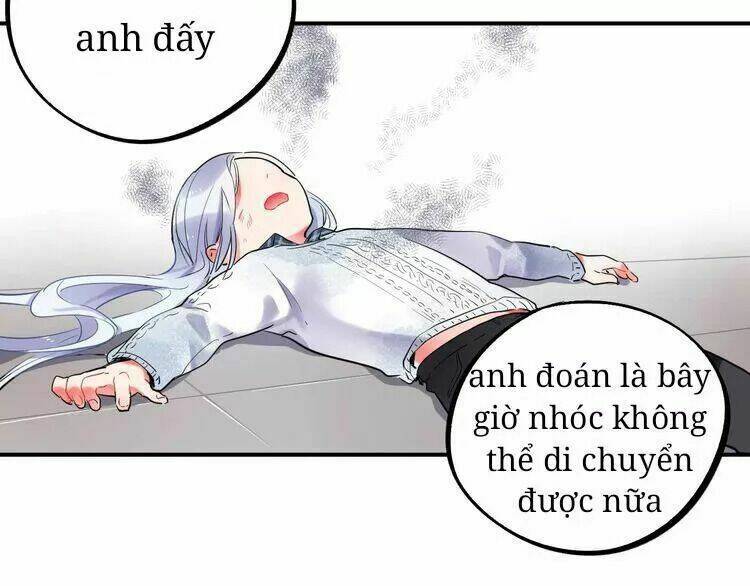 anh đấy
anh đoán là bây
giờ nhóc không
thể di chuyển
được nữa